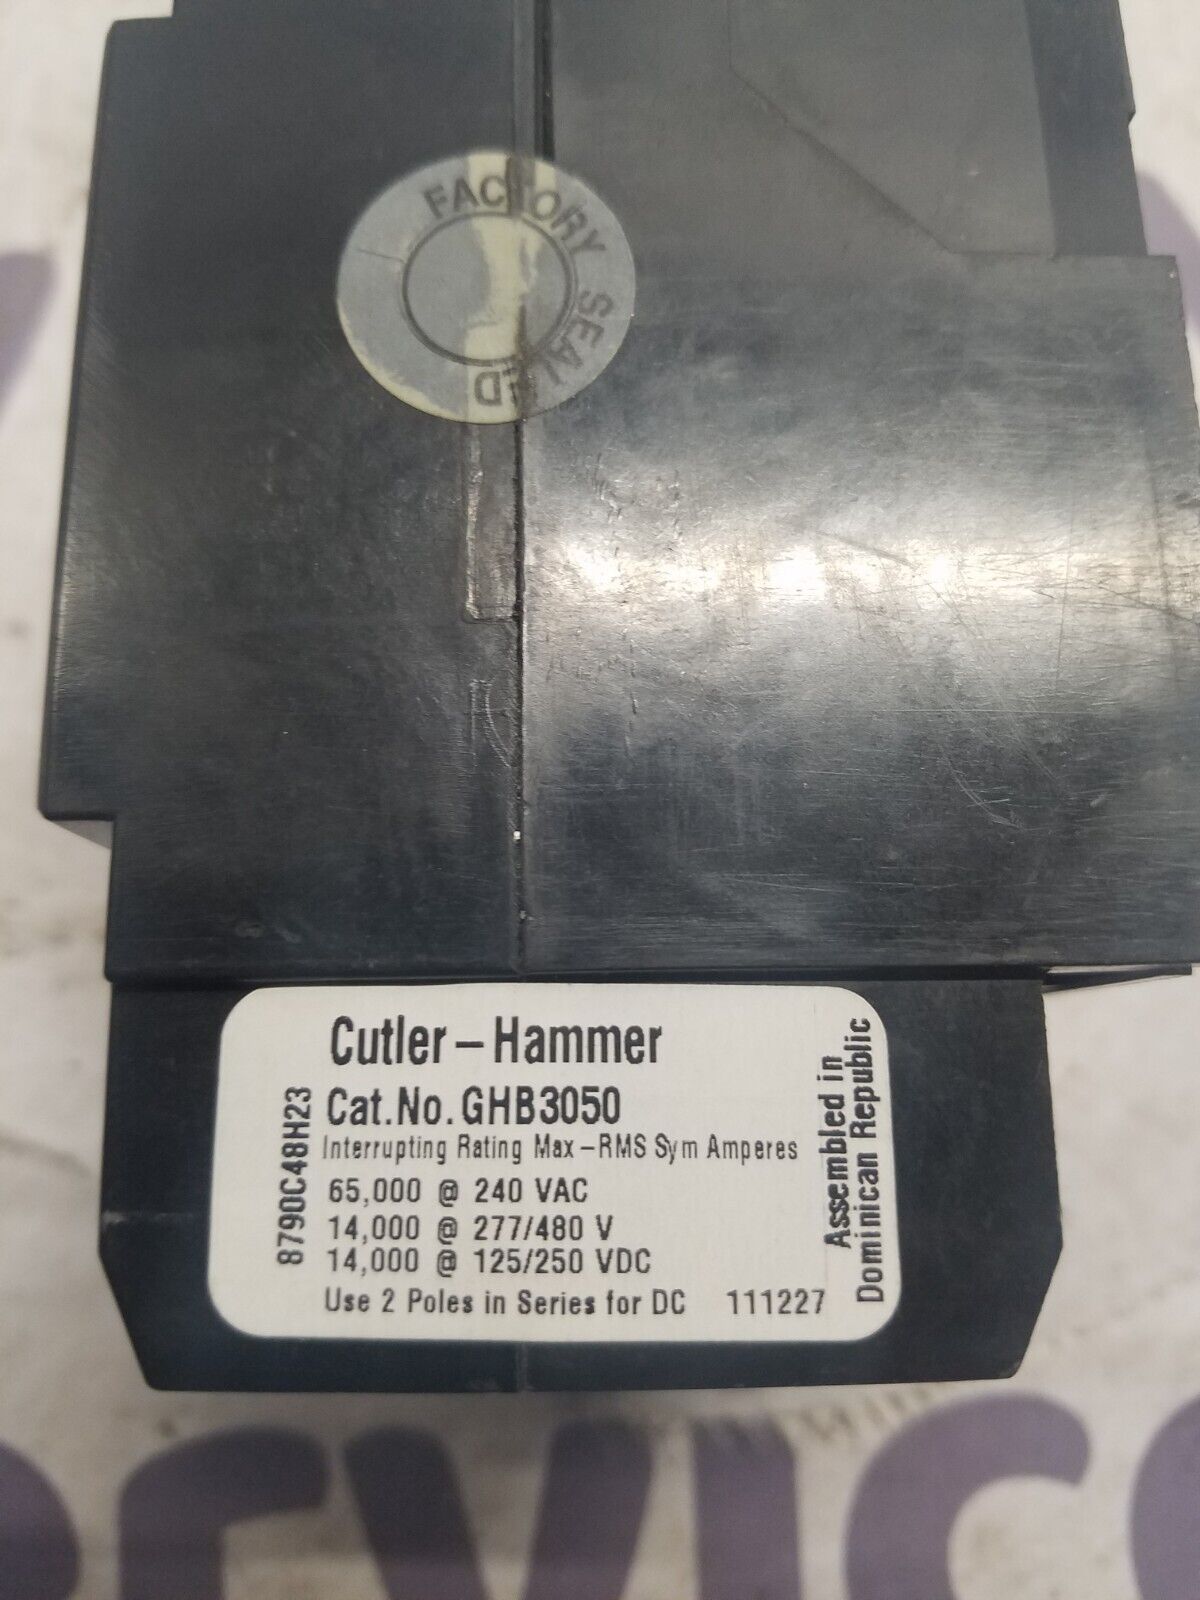 FACTORY SEALED
Cutler-Hammer
Cat.No. GHB3050
Interrupting Rating Max-RMS Sym Amperes
65,000 @ 240 VAC
14,000 @ 277/480 V
14,000 @ 125/250 VDC
Use 2 Poles in Series for DC 111227
8790C48H23
Assembled in
Dominican Republic